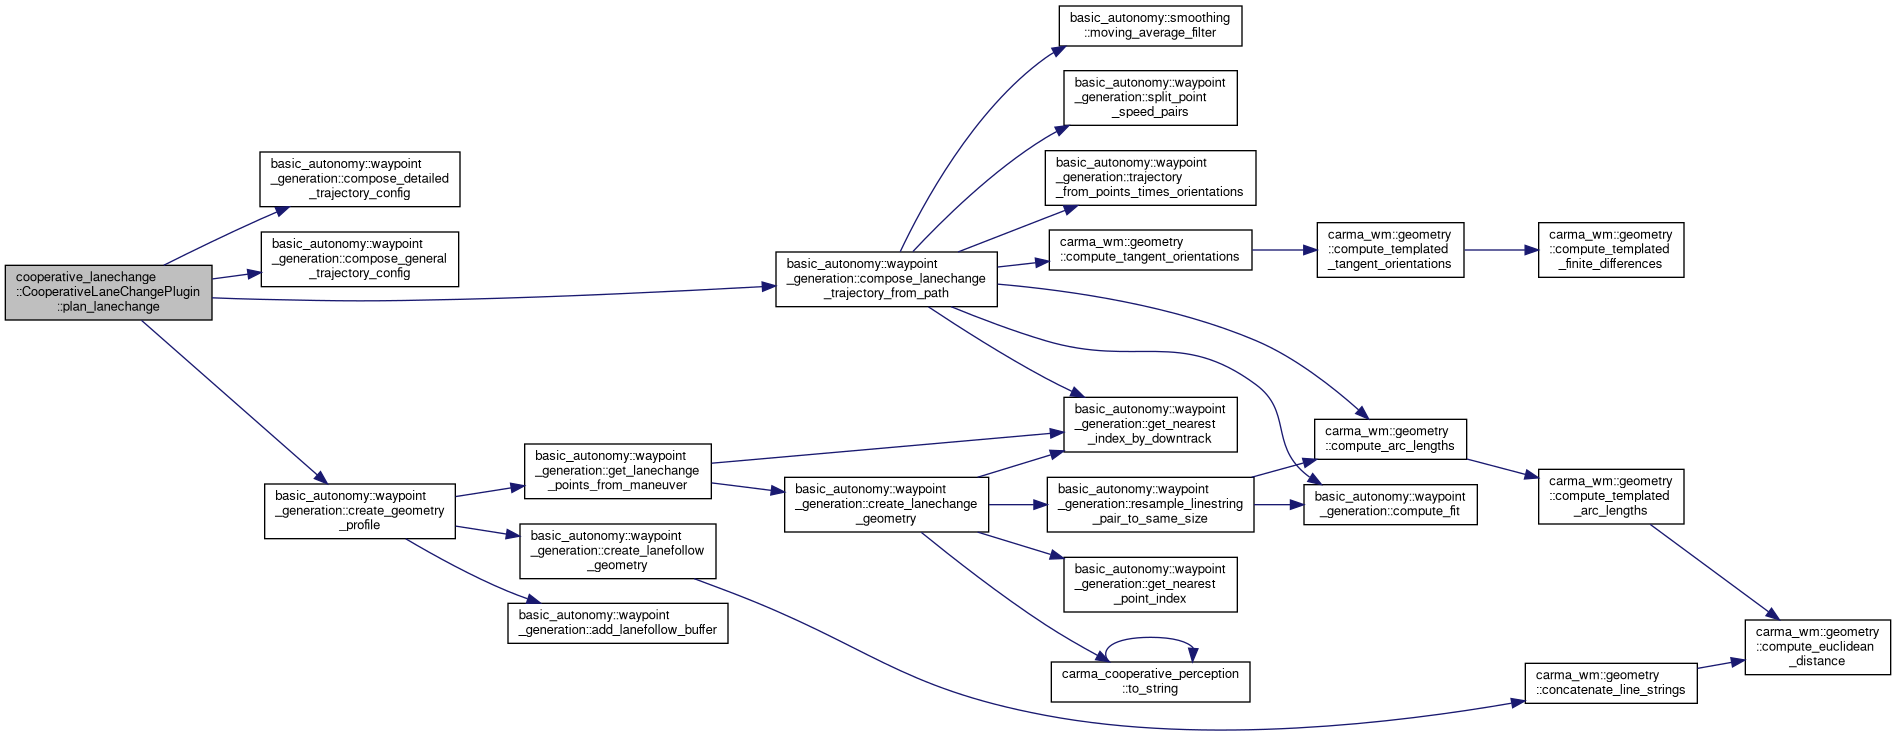 cooperative_lanechange
::CooperativeLaneChangePlugin
::plan_lanechange
basic_autonomy::waypoint
_generation::compose_detailed
_trajectory_config
basic_autonomy::waypoint
_generation::compose_general
_trajectory_config
basic_autonomy::waypoint
_generation::compose_lanechange
_trajectory_from_path
basic_autonomy::smoothing
::moving_average_filter
basic_autonomy::waypoint
_generation::split_point
_speed_pairs
basic_autonomy::waypoint
_generation::trajectory
_from_points_times_orientations
carma_wm::geometry
::compute_tangent_orientations
carma_wm::geometry
::compute_templated
_tangent_orientations
carma_wm::geometry
::compute_templated
_finite_differences
basic_autonomy::waypoint
_generation::get_nearest
_index_by_downtrack
carma_wm::geometry
::compute_arc_lengths
carma_wm::geometry
::compute_templated
_arc_lengths
basic_autonomy::waypoint
_generation::create_geometry
_profile
basic_autonomy::waypoint
_generation::get_lanechange
_points_from_maneuver
basic_autonomy::waypoint
_generation::create_lanechange
_geometry
basic_autonomy::waypoint
_generation::resample_linestring
_pair_to_same_size
basic_autonomy::waypoint
_generation::compute_fit
basic_autonomy::waypoint
_generation::create_lanefollow
_geometry
basic_autonomy::waypoint
_generation::get_nearest
_point_index
basic_autonomy::waypoint
_generation::add_lanefollow_buffer
carma_cooperative_perception
::to_string
carma_wm::geometry
::concatenate_line_strings
carma_wm::geometry
::compute_euclidean
_distance